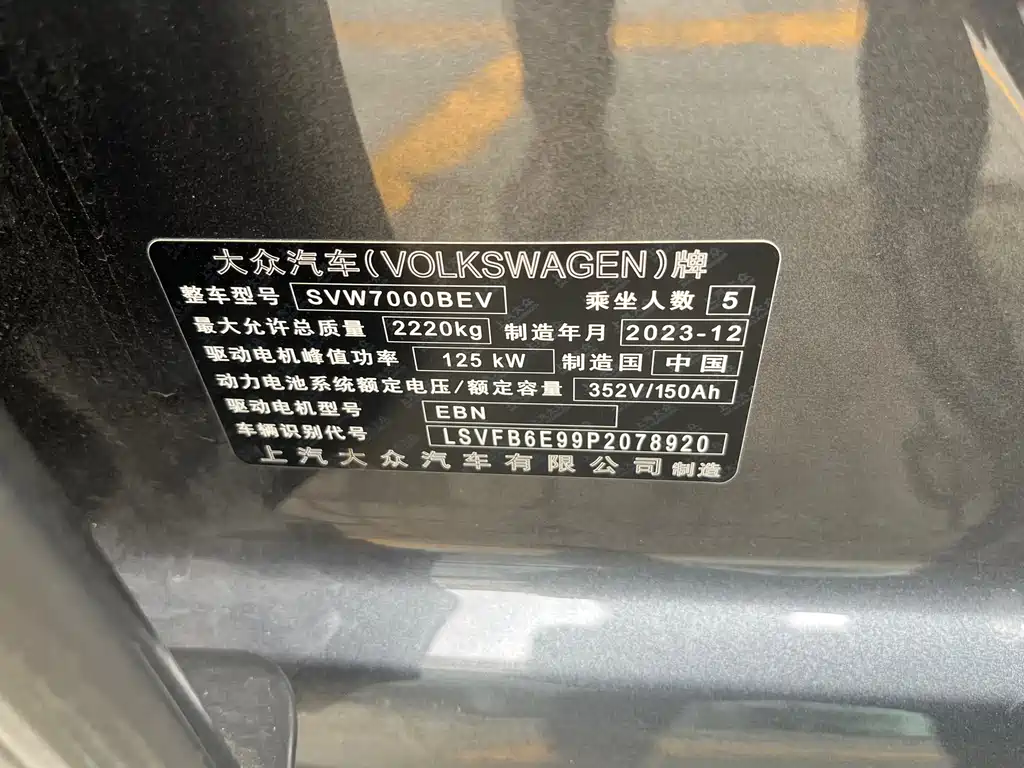 大众汽车(VOLKSWAGEN)牌
整车型号 SVW7000BEV 乘坐人数 5
最大允许总质量 2220kg 制造年月 2023-12
驱动电机峰值功率 125 kW 制造国 中国
动力电池系统额定电压/额定容量 352V/150Ah
驱动电机型号 EBN
车辆识别代号 LSVFB6E99P2078920
上汽大众汽车有限公司 制造